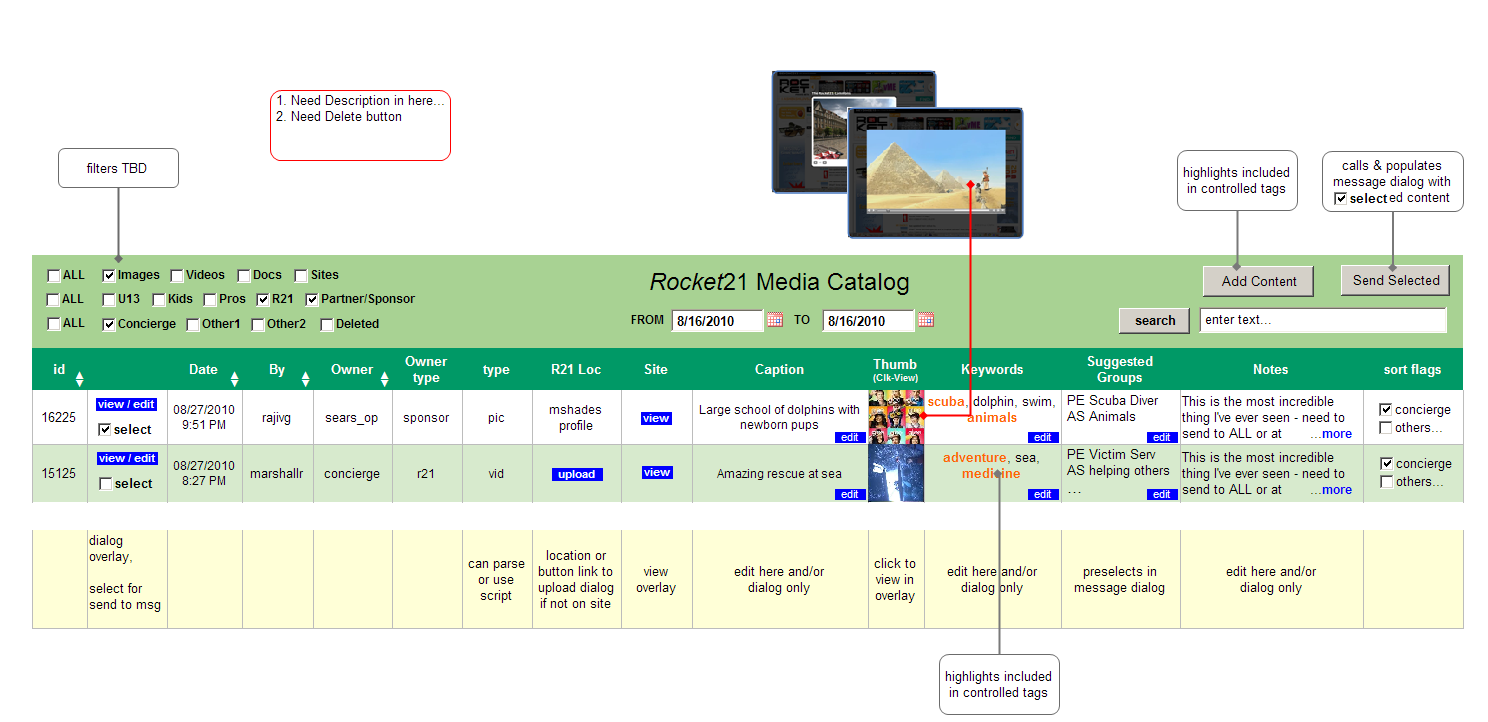 1. Need Description in here...
2. Need Delete button
filters TBD
highlights included
in controlled tags
calls & populates
message dialog with
selected content
ALL Images Videos Docs Sites
ALL U13 Kids Pros R21 Partner/Sponsor
ALL Concierge Other1 Other2 Deleted
Rocket21 Media Catalog
FROM 8/16/2010 TO 8/16/2010
Add Content
Send Selected
search enter text...
id
Date
By
Owner
Owner
type
type
R21 Loc
Site
Caption
Thumb
(Clk-View)
Keywords
Suggested
Groups
Notes
sort flags
16225
view / edit
select
08/27/2010
9:51 PM
rajivg
sears_op
sponsor
pic
mshades
profile
view
Large school of dolphins with
newborn pups
edit
scuba, dolphin, swim,
animals
edit
PE Scuba Diver
AS Animals
edit
This is the most incredible
thing I've ever seen - need to
send to ALL or at ...more
concierge
others...
15125
view / edit
select
08/27/2010
8:27 PM
marshallr
concierge
r21
vid
upload
view
Amazing rescue at sea
edit
adventure, sea,
medicine
edit
PE Victim Serv
AS helping others
...
edit
This is the most incredible
thing I've ever seen - need to
send to ALL or at ...more
concierge
others...
dialog
overlay,
select for
send to msg
can parse
or use
script
location or
button link to
upload dialog
if not on site
view
overlay
edit here and/or
dialog only
click to
view in
overlay
edit here and/or
dialog only
preselects in
message dialog
edit here and/or
dialog only
highlights included
in controlled tags